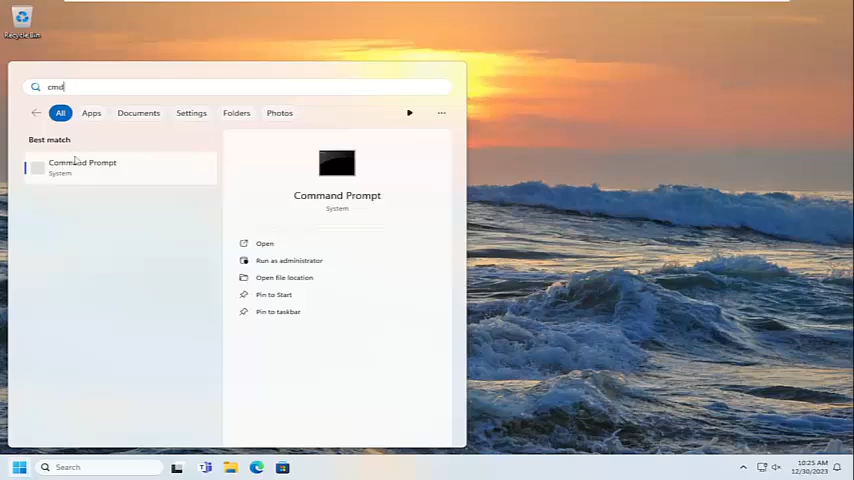 Recycle Bin
cmd
All Apps Documents Settings Folders Photos
Best match
Command Prompt
System
Command Prompt
System
Open
Run as administrator
Open file location
Pin to Start
Pin to taskbar
Search
10:25 AM
12/30/2023